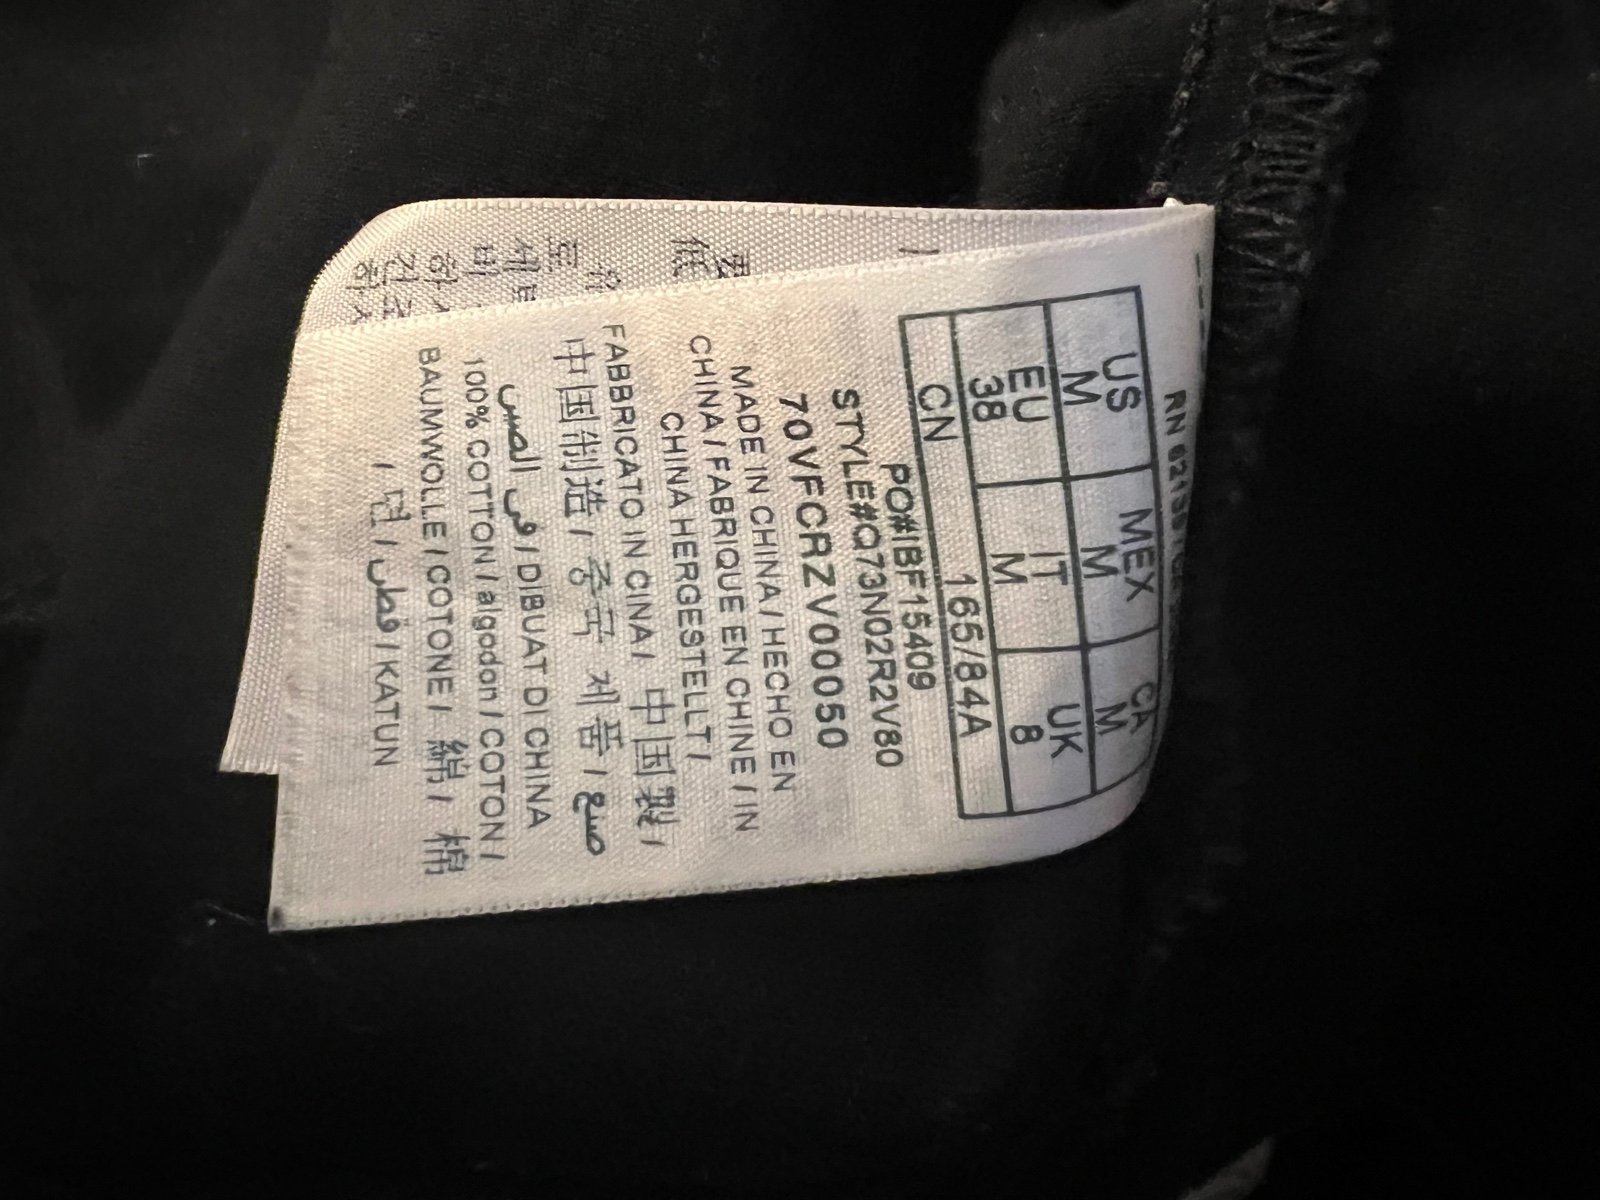 US MEX CA
M M M
EU IT UK
38 M 8
CN 165/84A
PO#IBF15409
STYLE#Q73N02R2V80
70VFCRZV00050
MADE IN CHINA / HECHO EN
CHINA / FABRIQUE EN CHINE / IN
CHINA HERGESTELLT /
FABBRICATO IN CINA / 中国製 /
中国制造 / 중국 제품 / صنع
في الصين / DIBUAT DI CHINA
100% COTTON / algodon / COTON /
BAUMWOLLE / COTONE / 綿 / 棉
/ 면 / قطن / KATUN